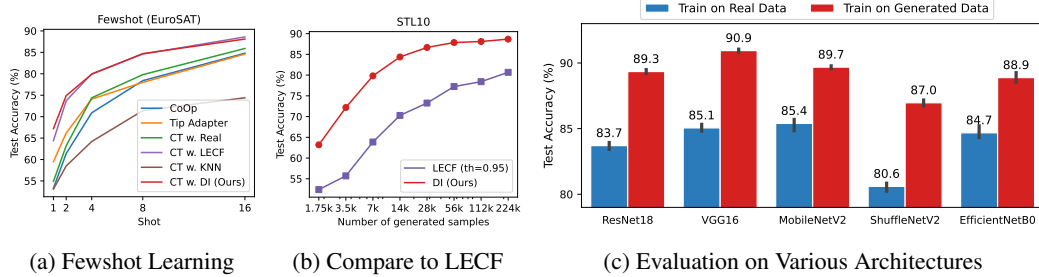 Fewshot (EuroSAT)
Test Accuracy (%)
90
85
80
75
70
65
60
55
CoOp
Tip Adapter
CT w. Real
CT w. LECF
CT w. KNN
CT w. DI (Ours)
1 2 4 8 16
Shot
(a) Fewshot Learning
STL10
Test Accuracy (%)
90
85
80
75
70
65
60
55
LECF (th=0.95)
DI (Ours)
1.75k 3.5k 7k 14k 28k 56k 112k 224k
Number of generated samples
(b) Compare to LECF
Train on Real Data Train on Generated Data
Test Accuracy (%)
90
85
80
83.7 89.3 85.1 90.9 85.4 89.7 80.6 87.0 84.7 88.9
ResNet18 VGG16 MobileNetV2 ShuffleNetV2 EfficientNetB0
(c) Evaluation on Various Architectures